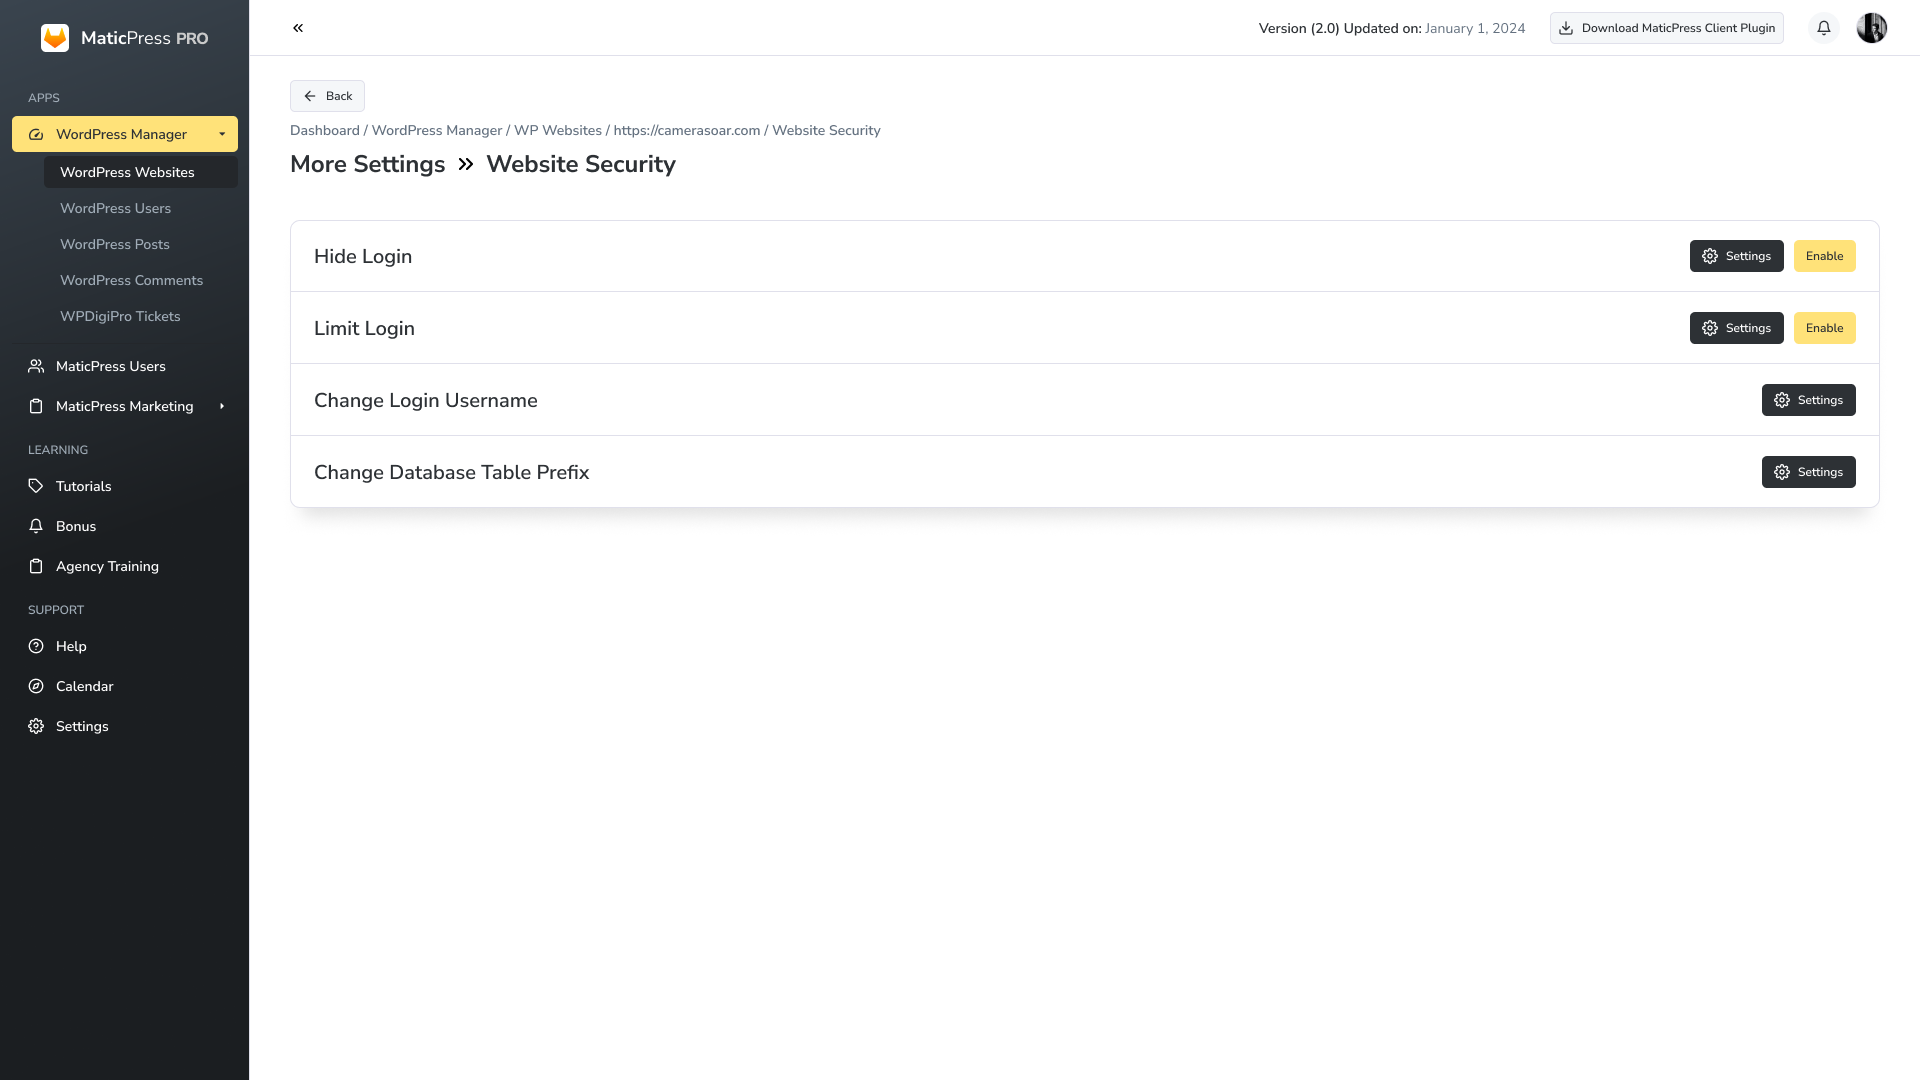 MaticPress PRO
APPS
WordPress Manager
WordPress Websites
WordPress Users
WordPress Posts
WordPress Comments
WPDigiPro Tickets
MaticPress Users
MaticPress Marketing
LEARNING
Tutorials
Bonus
Agency Training
SUPPORT
Help
Calendar
Settings
Version (2.0) Updated on: January 1, 2024
Download MaticPress Client Plugin
Back
Dashboard / WordPress Manager / WP Websites / https://camerasoar.com / Website Security
More Settings » Website Security
Hide Login
Settings
Enable
Limit Login
Settings
Enable
Change Login Username
Settings
Change Database Table Prefix
Settings